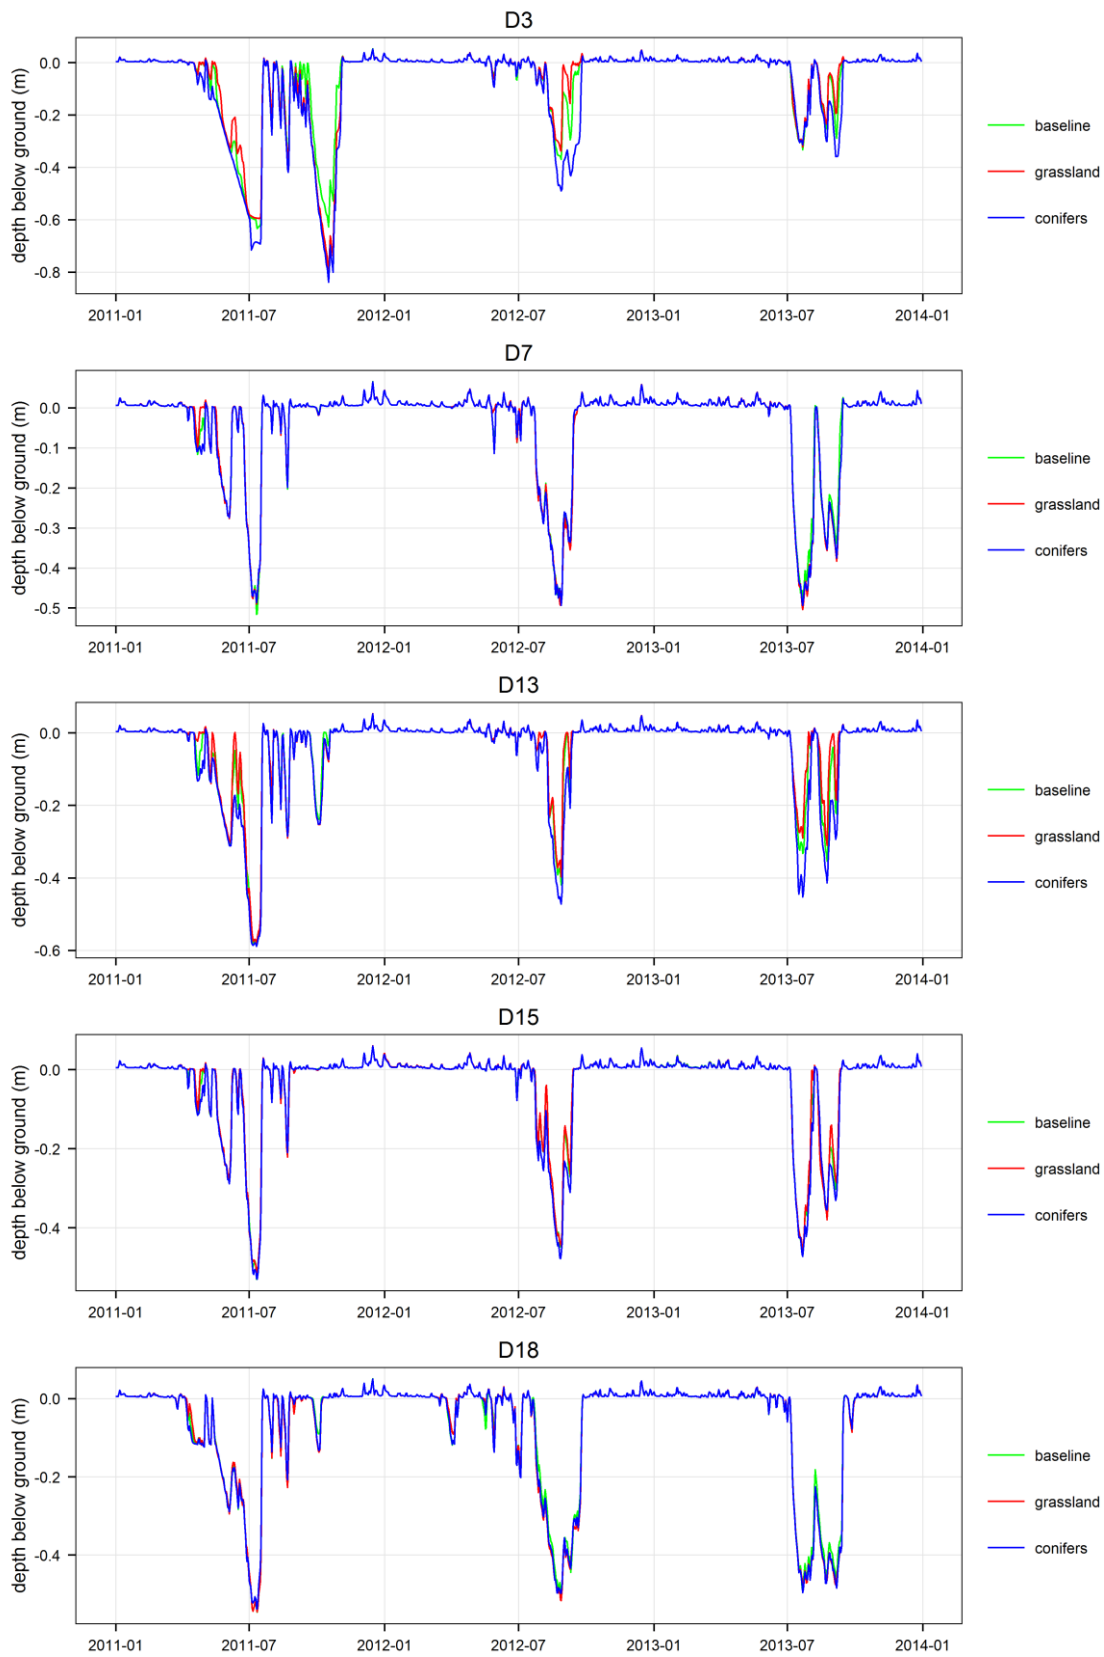 D3
depth below ground (m)
0.0
-0.2
-0.4
-0.6
-0.8
2011-01 2011-07 2012-01 2012-07 2013-01 2013-07 2014-01
baseline
grassland
conifers
D7
depth below ground (m)
0.0
-0.1
-0.2
-0.3
-0.4
-0.5
2011-01 2011-07 2012-01 2012-07 2013-01 2013-07 2014-01
baseline
grassland
conifers
D13
depth below ground (m)
0.0
-0.2
-0.4
-0.6
2011-01 2011-07 2012-01 2012-07 2013-01 2013-07 2014-01
baseline
grassland
conifers
D15
depth below ground (m)
0.0
-0.2
-0.4
2011-01 2011-07 2012-01 2012-07 2013-01 2013-07 2014-01
baseline
grassland
conifers
D18
depth below ground (m)
0.0
-0.2
-0.4
2011-01 2011-07 2012-01 2012-07 2013-01 2013-07 2014-01
baseline
grassland
conifers